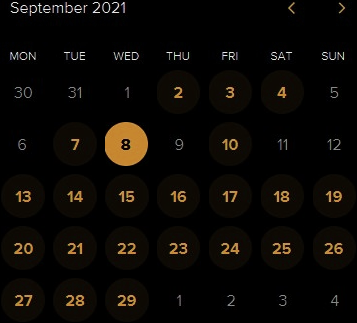 September 2021
MON TUE WED THU FRI SAT SUN
30 31 1 2 3 4 5
6 7 8 9 10 11 12
13 14 15 16 17 18 19
20 21 22 23 24 25 26
27 28 29 1 2 3 4